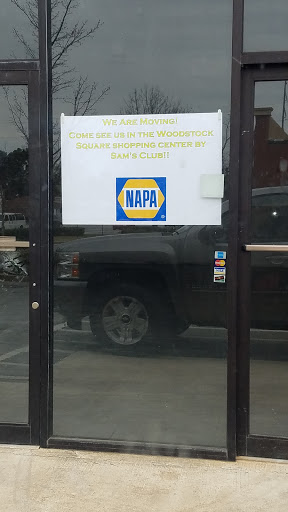 We Are Moving!
Come see us in the Woodstock
Square shopping center by
Sam's Club!!
NAPA